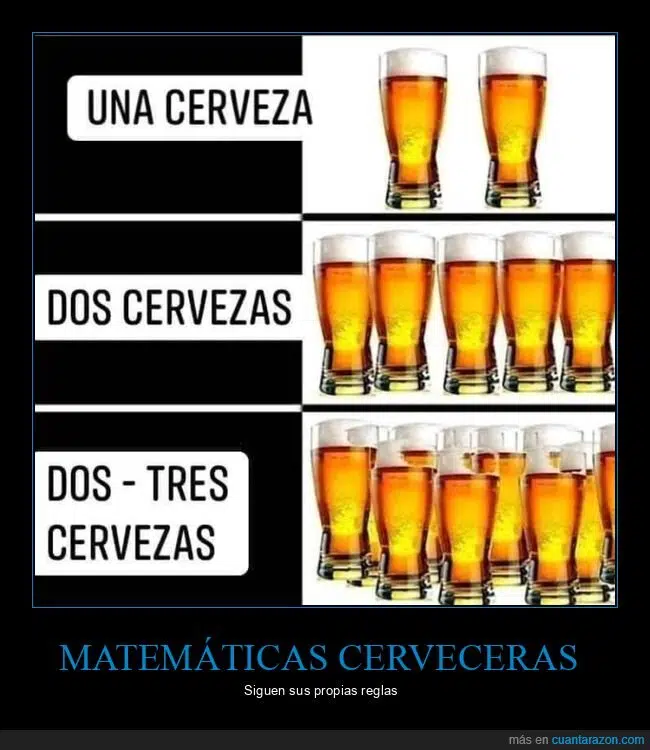 UNA CERVEZA
DOS CERVEZAS
DOS - TRES
CERVEZAS
MATEMÁTICAS CERVECERAS
Siguen sus propias reglas
más en cuantarazon.com